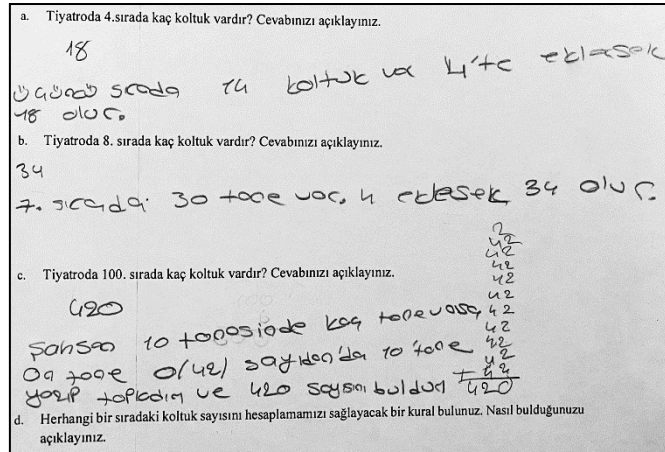 a. Tiyatroda 4.sırada kaç koltuk vardır? Cevabınızı açıklayınız.
18
üçüncü scada 14 koltuk var 4'te eklesek
18 olur.
b. Tiyatroda 8. sırada kaç koltuk vardır? Cevabınızı açıklayınız.
34
7. sırada 30 tane var. 4 eklesek 34 olur.
c. Tiyatroda 100. sırada kaç koltuk vardır? Cevabınızı açıklayınız.
420
10 tanesinde kaç tane varsa
on tane o(42) sayıdan'da 10 tane
yazıp topladım ve 420 sayısını buldum
2
42
42
42
42
42
42
42
42
42
+ 42
420
d. Herhangi bir sıradaki koltuk sayısını hesaplamamızı sağlayacak bir kural bulunuz. Nasıl bulduğunuzu
açıklayınız.